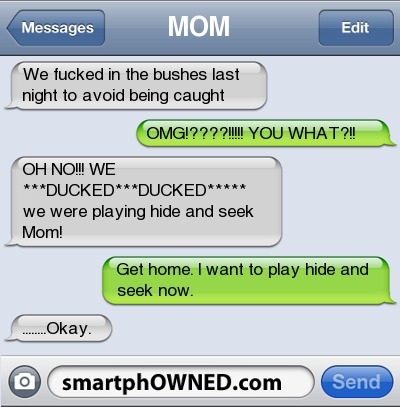 Messages MOM Edit
We fucked in the bushes last
night to avoid being caught
OMG!????!!!!! YOU WHAT?!!
OH NO!!! WE
***DUCKED***DUCKED*****
we were playing hide and seek
Mom!
Get home. I want to play hide and
seek now.
........Okay.
smartphOWNED.com Send